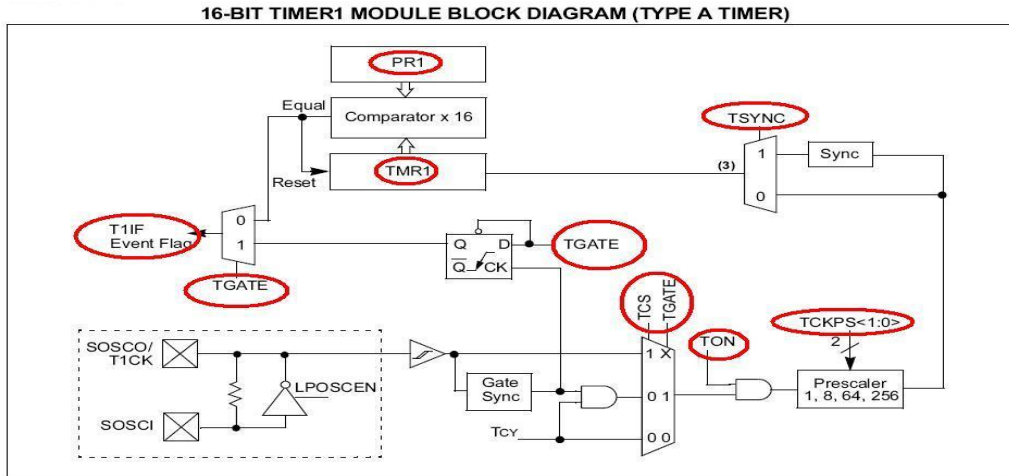 16-BIT TIMER1 MODULE BLOCK DIAGRAM (TYPE A TIMER)
PR1
Equal
Comparator x 16
TSYNC
1
Sync
(3)
TMR1
Reset
0
0
T1IF
Event Flag
1
Q
D
TGATE
Q
CK
TGATE
TCS
TGATE
TON
TCKPS<1:0>
2
SOSCO/
T1CK
1 X
LPOSCEN
Gate
Sync
0 1
Prescaler
1, 8, 64, 256
SOSCI
TCY
0 0